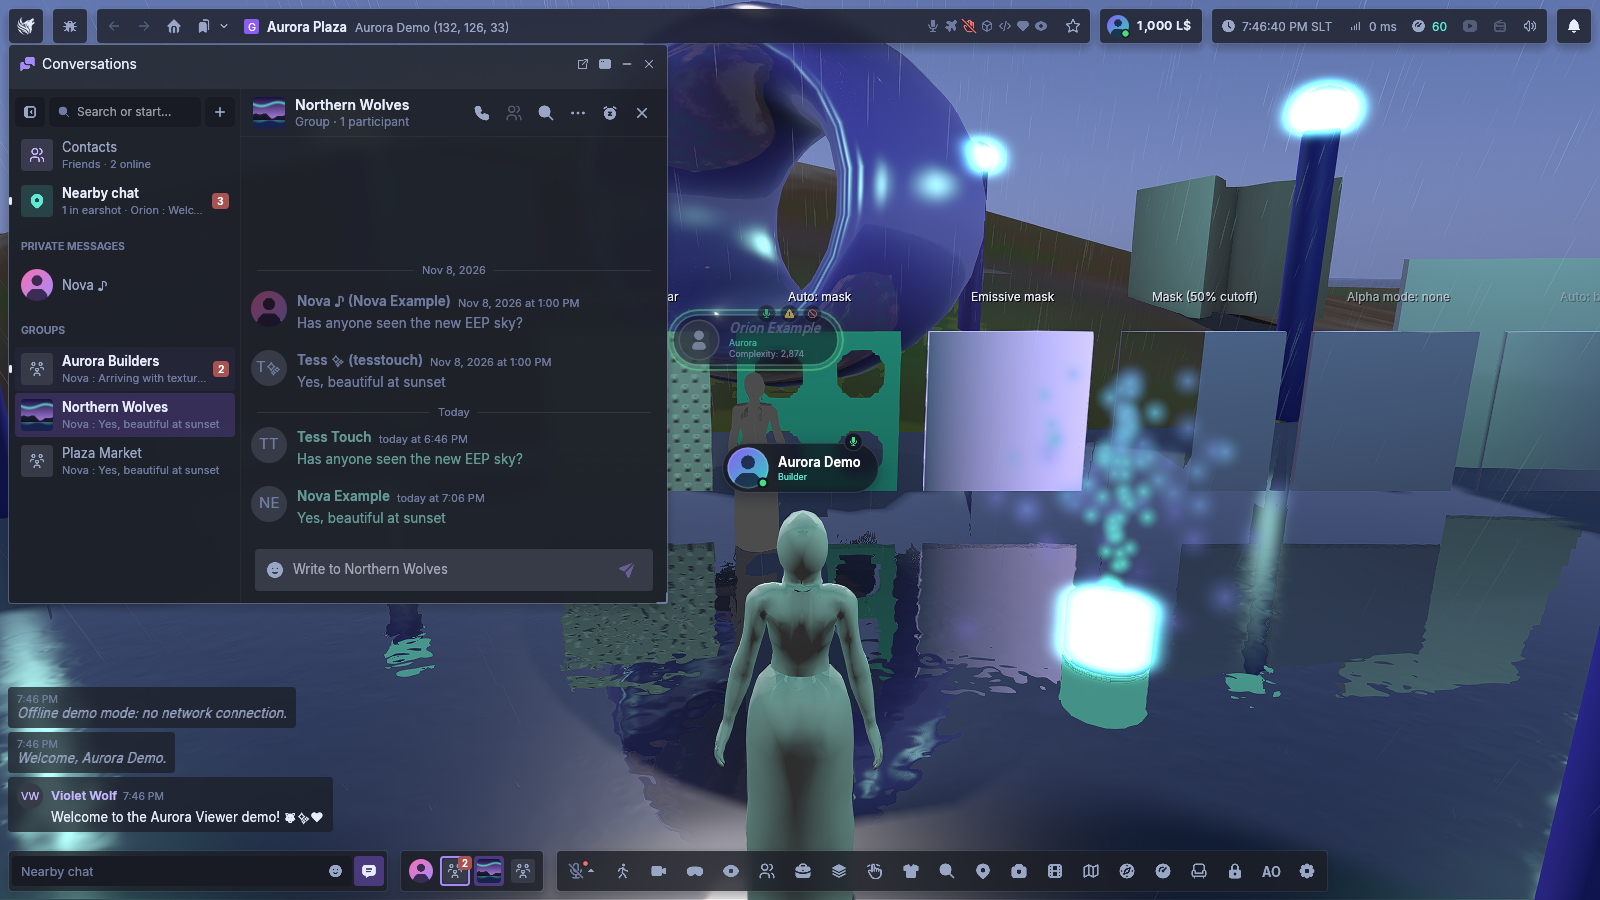 Aurora Plaza Aurora Demo (132, 126, 33)
1,000 L$
7:46:40 PM SLT 0 ms 60
Conversations
Search or start...
Contacts
Friends · 2 online
Nearby chat
1 in earshot · Orion : Welc...
3
PRIVATE MESSAGES
Nova ♪
GROUPS
Aurora Builders
Nova : Arriving with textur...
2
Northern Wolves
Nova : Yes, beautiful at sunset
Plaza Market
Nova : Yes, beautiful at sunset
Northern Wolves
Group · 1 participant
Nov 8, 2026
Nova ♪ (Nova Example) Nov 8, 2026 at 1:00 PM
Has anyone seen the new EEP sky?
T✧
Tess ✧ (tesstouch) Nov 8, 2026 at 1:00 PM
Yes, beautiful at sunset
Today
TT
Tess Touch today at 6:46 PM
Has anyone seen the new EEP sky?
NE
Nova Example today at 7:06 PM
Yes, beautiful at sunset
Write to Northern Wolves
ar
Auto: mask
Emissive mask
Mask (50% cutoff)
Alpha mode: none
Auto: b
Orion Example
Aurora
Complexity: 2,874
Aurora Demo
Builder
7:46 PM
Offline demo mode: no network connection.
7:46 PM
Welcome, Aurora Demo.
VW
Violet Wolf 7:46 PM
Welcome to the Aurora Viewer demo!
Nearby chat
2
AO